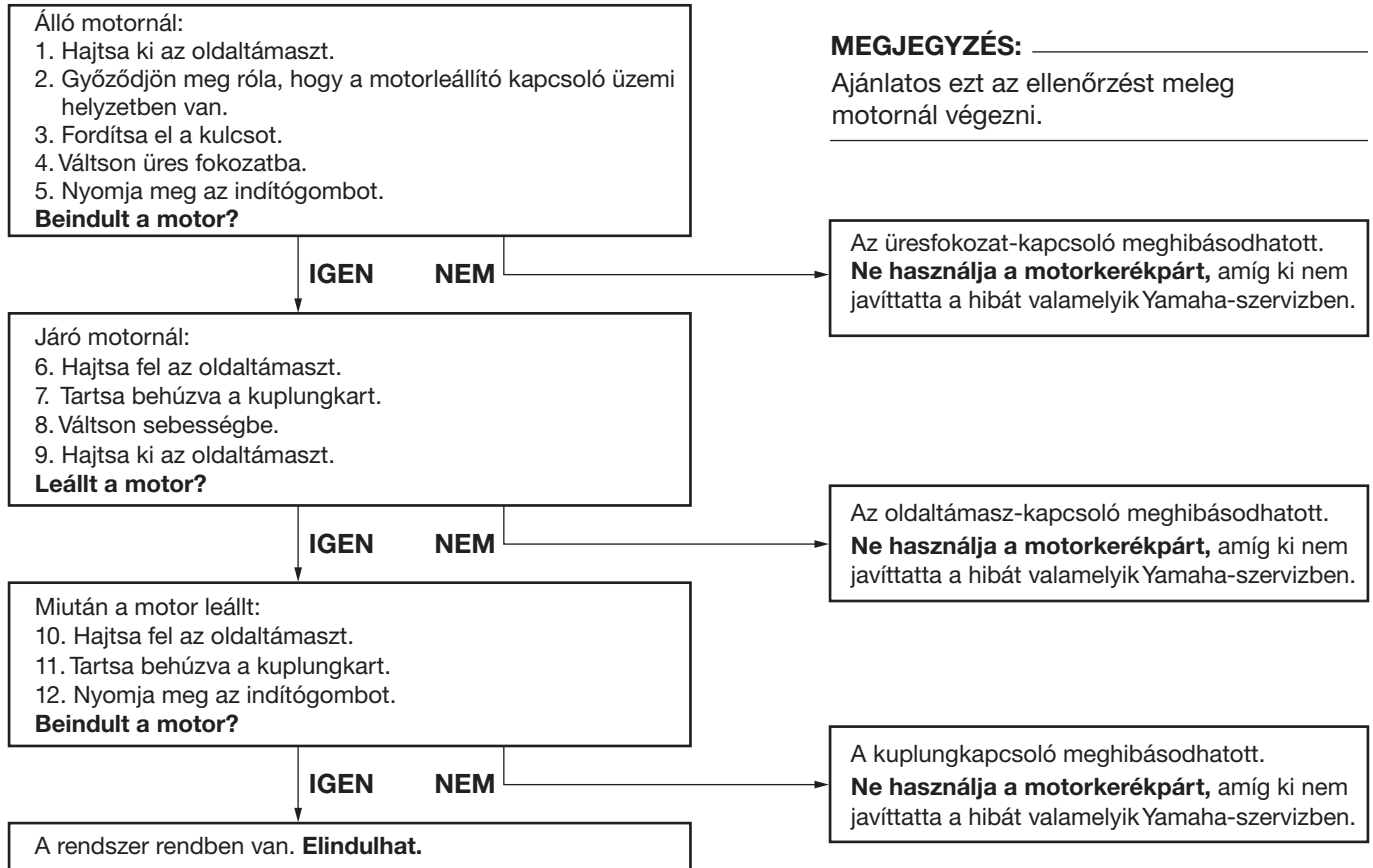 Álló motornál:
1. Hajtsa ki az oldaltámaszt.
2. Győződjön meg róla, hogy a motorleállító kapcsoló üzemi
helyzetben van.
3. Fordítsa el a kulcsot.
4. Váltson üres fokozatba.
5. Nyomja meg az indítógombot.
Beindult a motor?
MEGJEGYZÉS:
Ajánlatos ezt az ellenőrzést meleg
motornál végezni.
IGEN NEM
Az üresfokozat-kapcsoló meghibásodhatott.
Ne használja a motorkerékpárt, amíg ki nem
javíttatta a hibát valamelyik Yamaha-szervizben.
Járó motornál:
6. Hajtsa fel az oldaltámaszt.
7. Tartsa behúzva a kuplungkart.
8. Váltson sebességbe.
9. Hajtsa ki az oldaltámaszt.
Leállt a motor?
IGEN NEM
Az oldaltámasz-kapcsoló meghibásodhatott.
Ne használja a motorkerékpárt, amíg ki nem
javíttatta a hibát valamelyik Yamaha-szervizben.
Miután a motor leállt:
10. Hajtsa fel az oldaltámaszt.
11. Tartsa behúzva a kuplungkart.
12. Nyomja meg az indítógombot.
Beindult a motor?
IGEN NEM
A kuplungkapcsoló meghibásodhatott.
Ne használja a motorkerékpárt, amíg ki nem
javíttatta a hibát valamelyik Yamaha-szervizben.
A rendszer rendben van. Elindulhat.